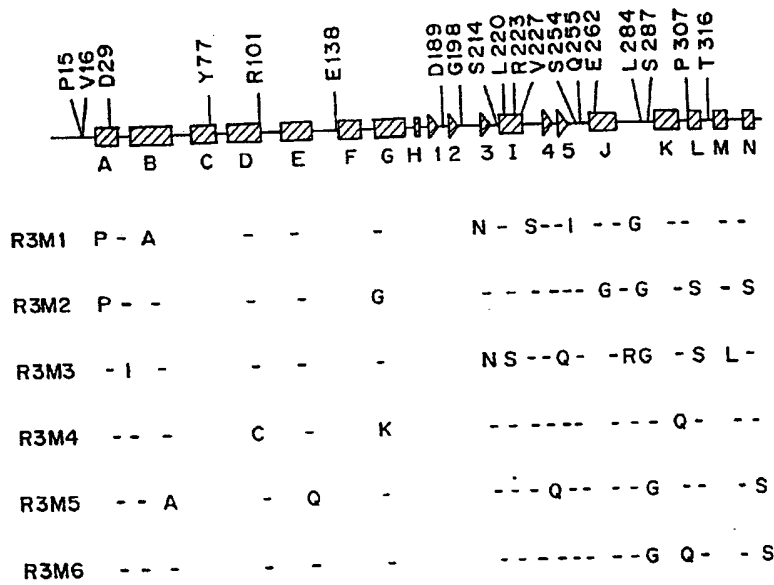 P15 V16 D29 Y77 R101 E138 D189 G198 S214 L220 R223 V227 S254 Q255 E262 L284 S287 P307 T316
A B C D E F G H 1 2 3 I 4 5 J K L M N
R3M1 P - A - - - N - S - - I - - G - - - -
R3M2 P - - - - G - - - - - - - G - G - S - S
R3M3 - I - - - - N S - - Q - - R G - S L -
R3M4 - - - C - K - - - - - - - - - - Q - - -
R3M5 - - A - Q - - - - Q - - - - G - - - S
R3M6 - - - - - - - - - - - - - - - G Q - - S